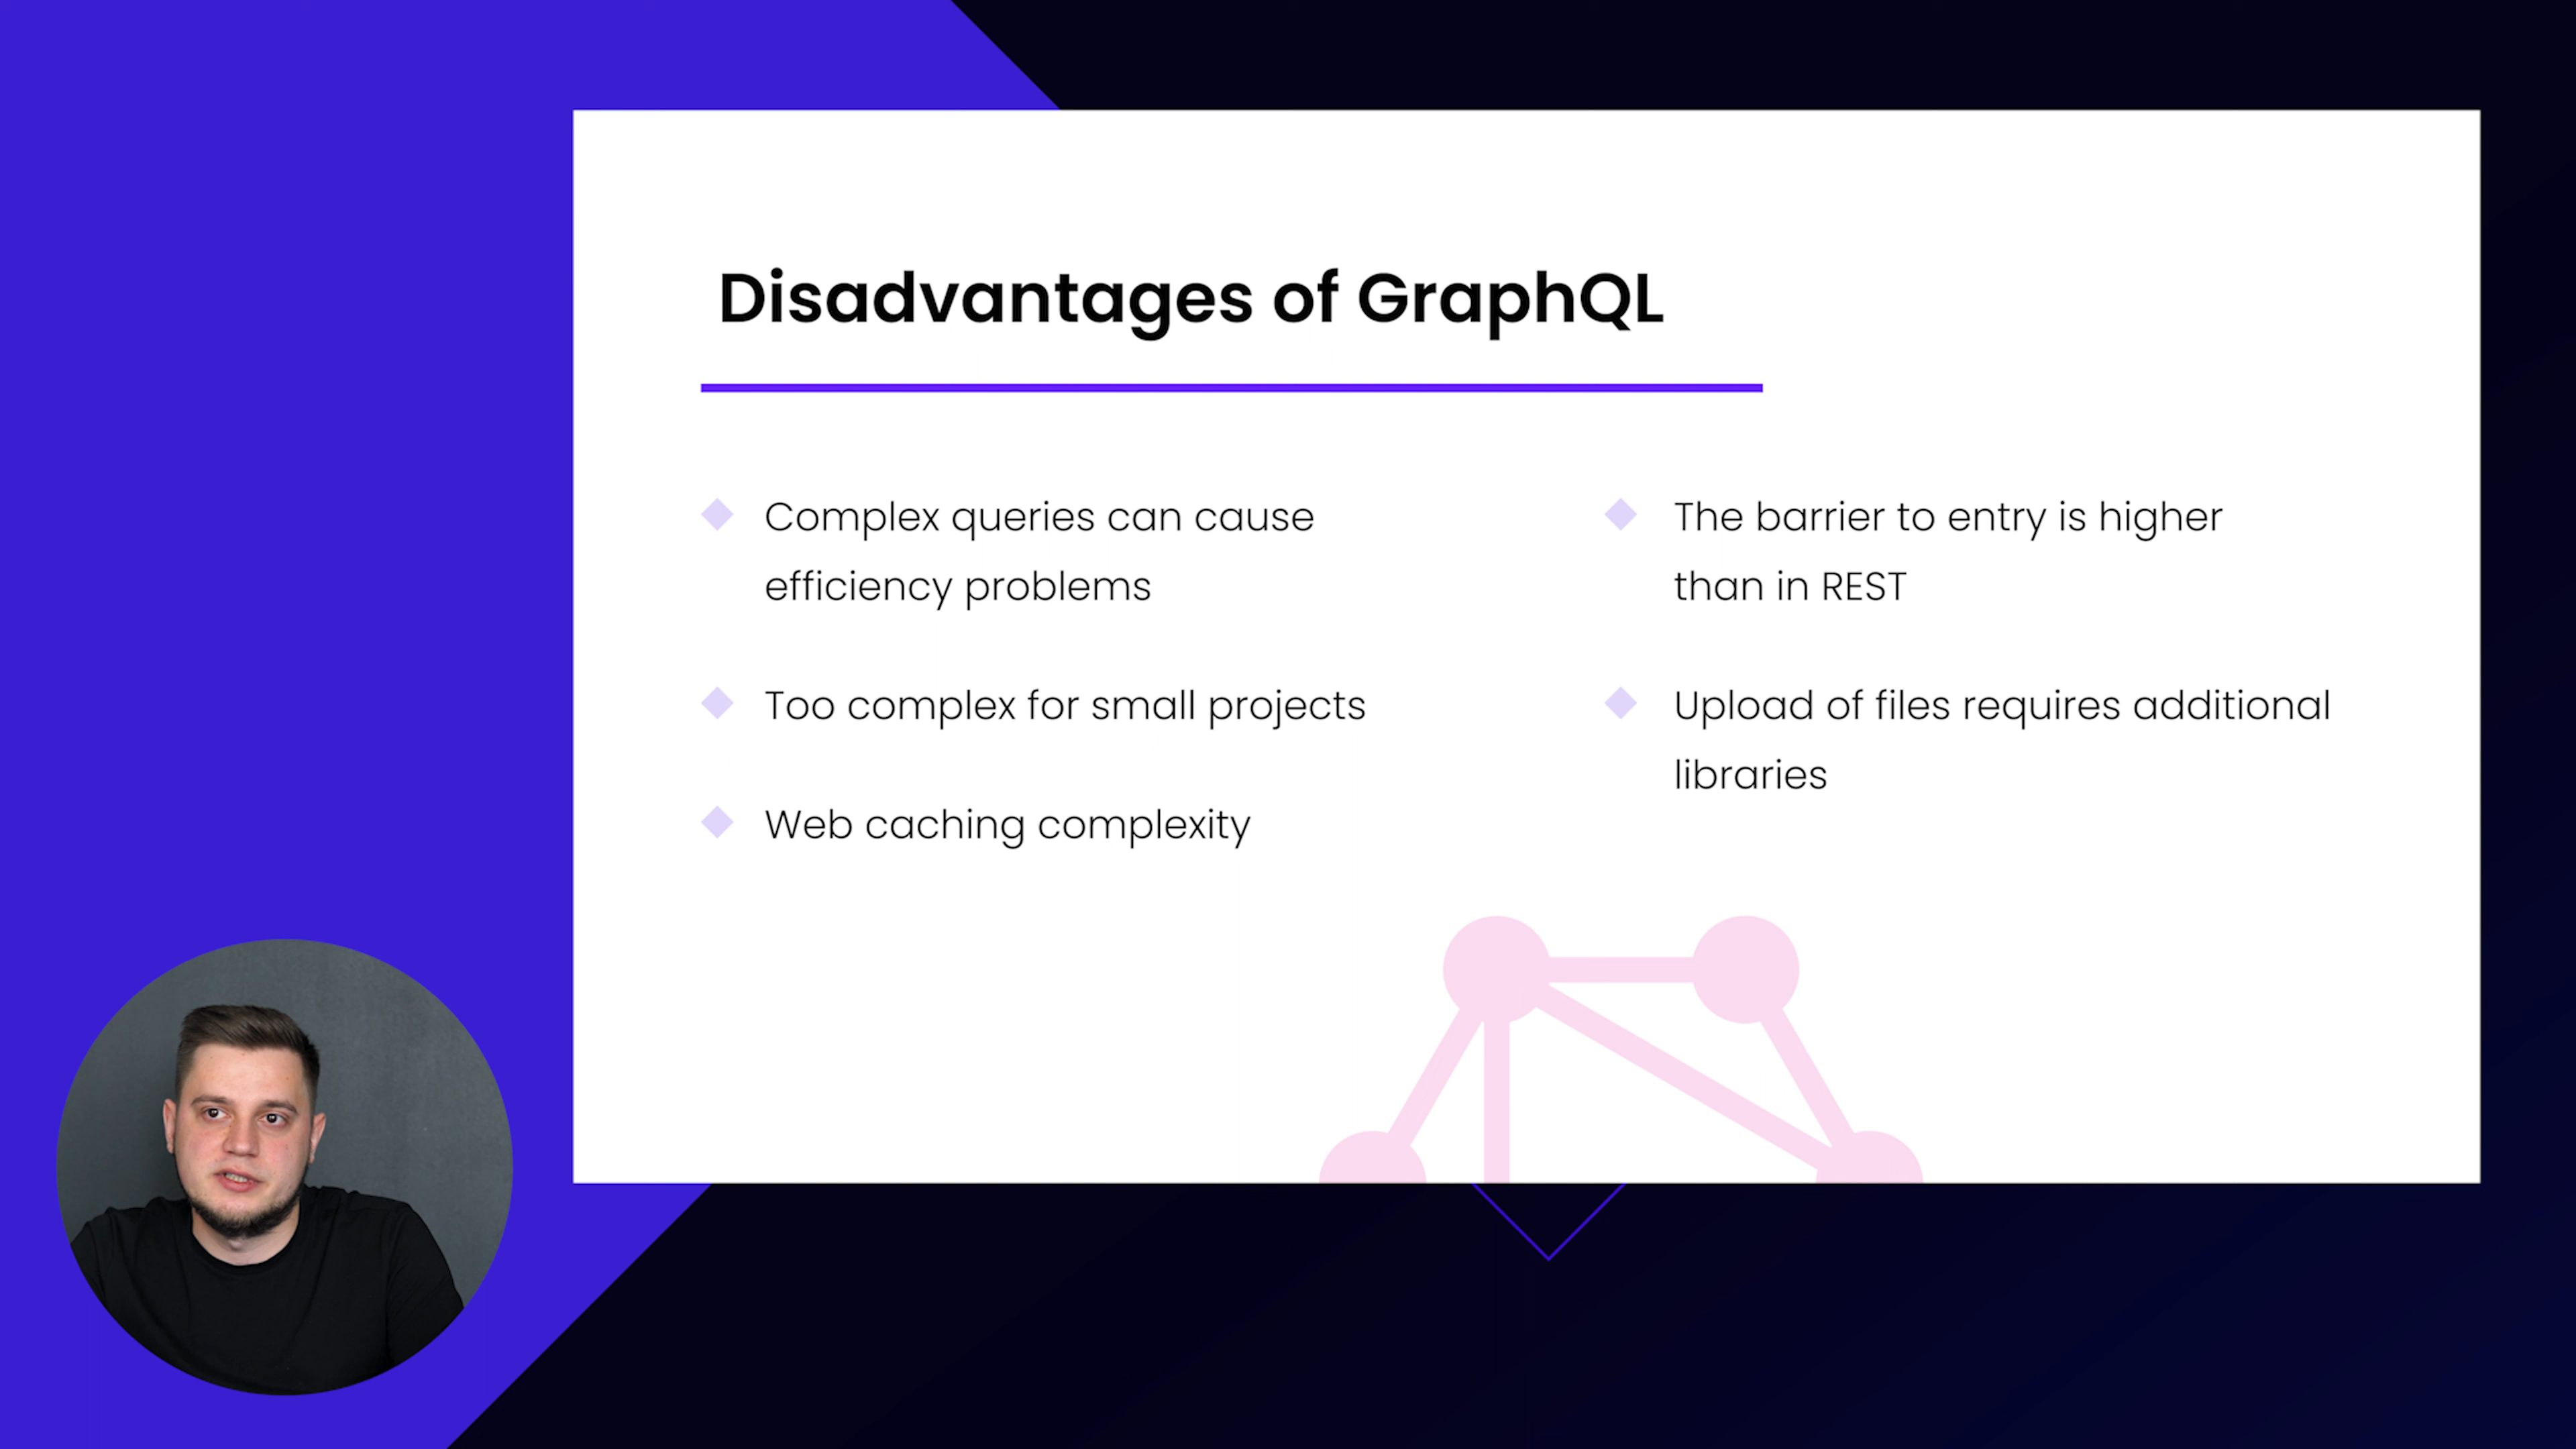 Disadvantages of GraphQL
Complex queries can cause
efficiency problems
Too complex for small projects
Web caching complexity
The barrier to entry is higher
than in REST
Upload of files requires additional
libraries